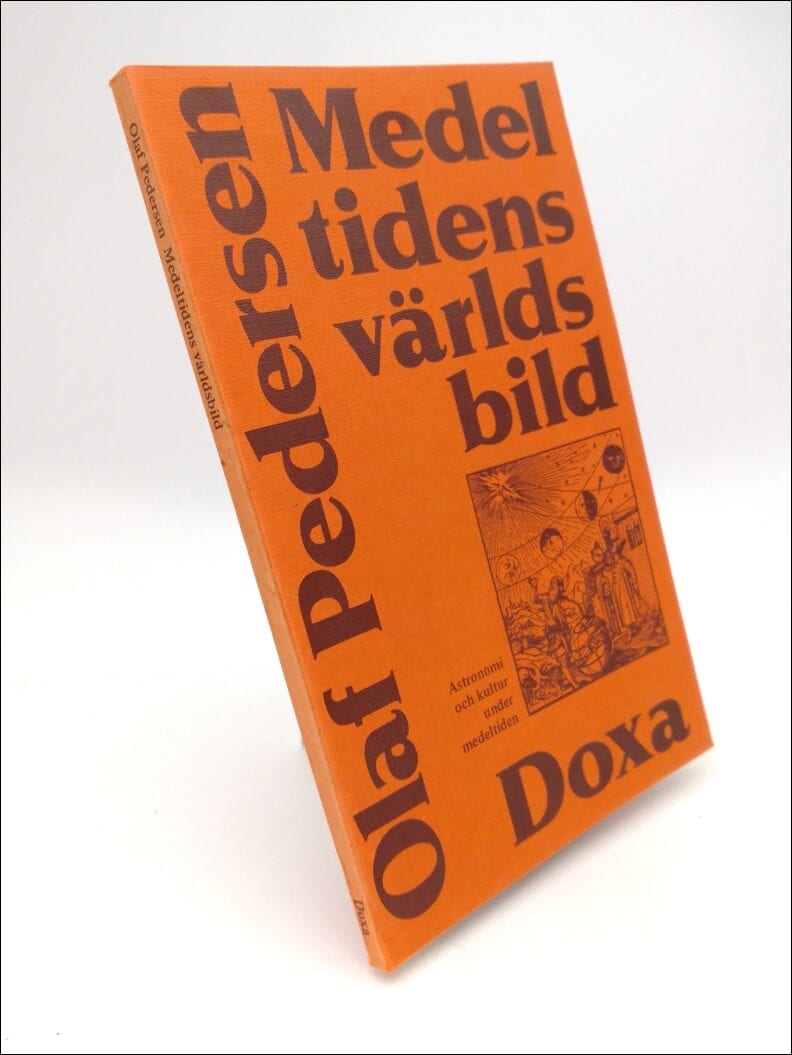 Olaf Pedersen Medeltidens världsbild
Doxa
Olaf Pedersen
Medel
tidens
världs
bild
Astronomi
och kultur
under
medeltiden
Doxa